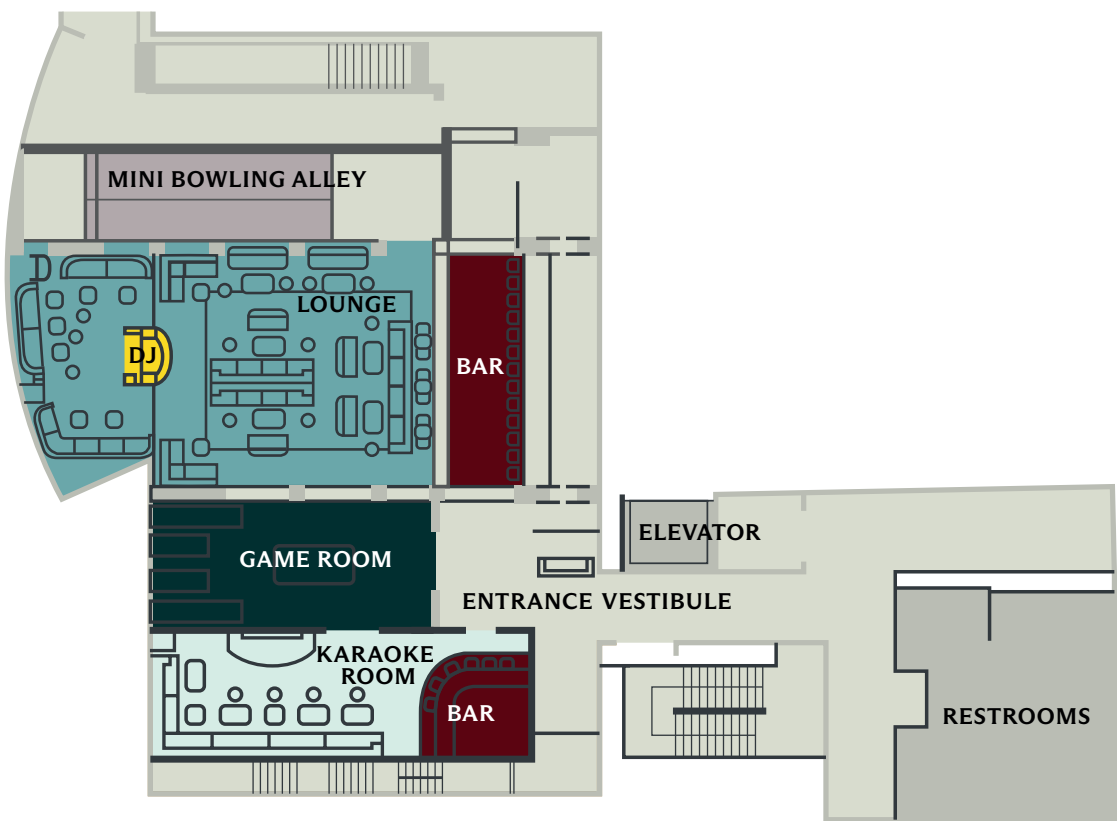 MINI BOWLING ALLEY
LOUNGE
DJ
BAR
ELEVATOR
GAME ROOM
ENTRANCE VESTIBULE
KARAOKE
ROOM
BAR
RESTROOMS